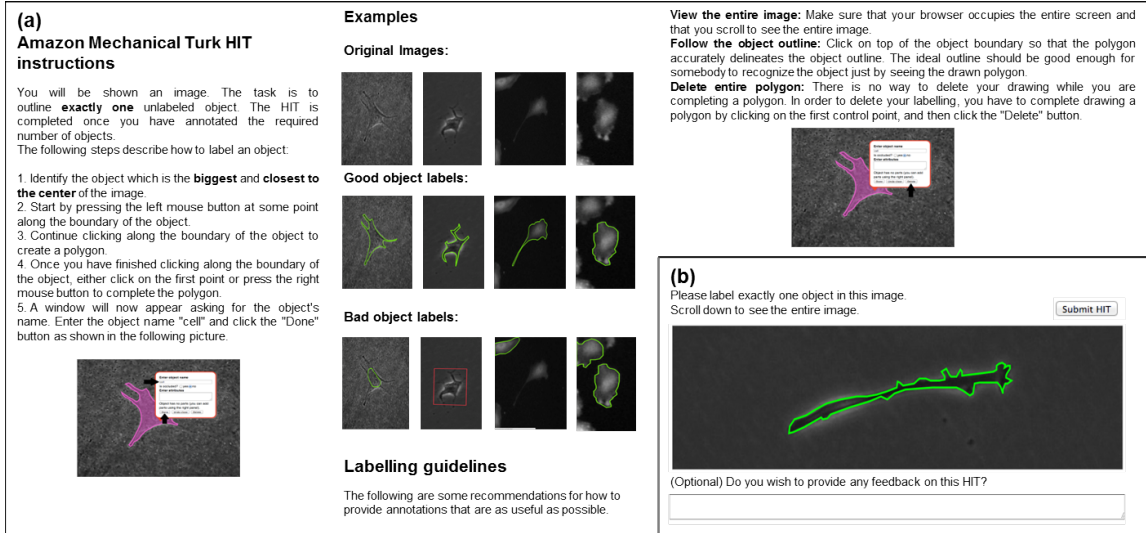 (a)
Amazon Mechanical Turk HIT
instructions
You will be shown an image. The task is to
outline exactly one unlabeled object. The HIT is
completed once you have annotated the required
number of objects.
The following steps describe how to label an object:
1. Identify the object which is the biggest and closest to
the center of the image.
2. Start by pressing the left mouse button at some point
along the boundary of the object.
3. Continue clicking along the boundary of the object to
create a polygon.
4. Once you have finished clicking along the boundary of
the object, either click on the first point or press the right
mouse button to complete the polygon.
5. A window will now appear asking for the object's
name. Enter the object name "cell" and click the "Done"
button as shown in the following picture.
Enter object name
Enter attributes
Examples
Original Images:
Good object labels:
Bad object labels:
Labelling guidelines
The following are some recommendations for how to
provide annotations that are as useful as possible.
View the entire image: Make sure that your browser occupies the entire screen and
that you scroll to see the entire image.
Follow the object outline: Click on top of the object boundary so that the polygon
accurately delineates the object outline. The ideal outline should be good enough for
somebody to recognize the object just by seeing the drawn polygon.
Delete entire polygon: There is no way to delete your drawing while you are
completing a polygon. In order to delete your labelling, you have to complete drawing a
polygon by clicking on the first control point, and then click the "Delete" button.
Enter object name
Enter attributes
(b)
Please label exactly one object in this image.
Scroll down to see the entire image.
Submit HIT
(Optional) Do you wish to provide any feedback on this HIT?